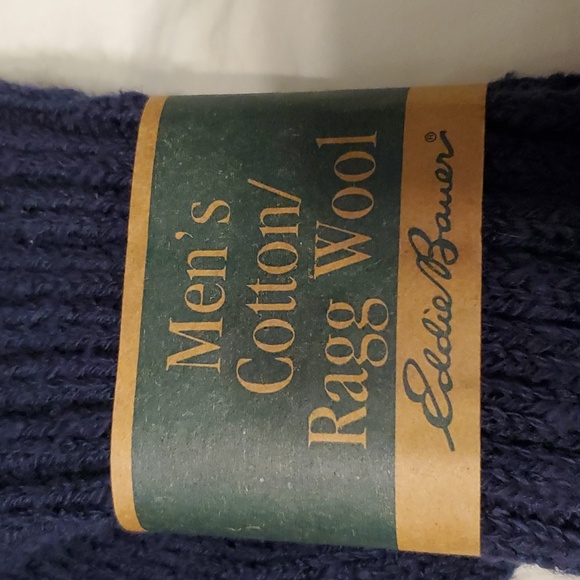 Men's
Cotton/
Ragg Wool
Eddie Bauer®